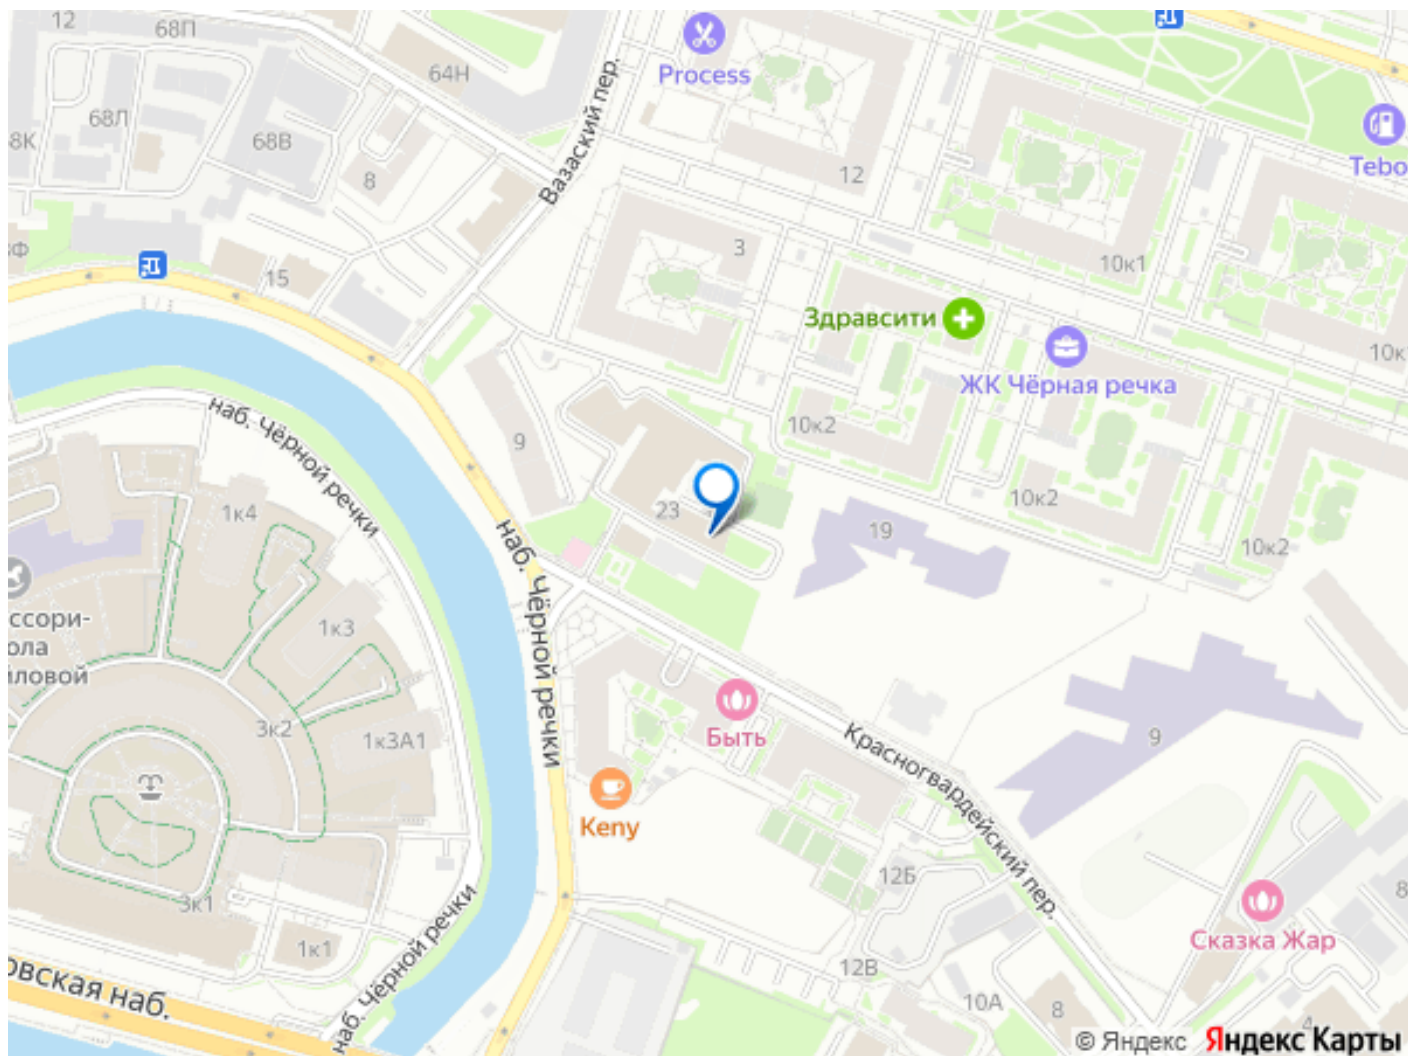 12
68П
Process
64Н
68Л
68В
8
Вазаский пер.
12
Tebo
3
10к1
15
Здравсити
ЖК Чёрная речка
10к
наб. Чёрной речки
9
10к2
10к2
10к2
1к4
23
19
наб. Чёрной речки
ссори-
ола
йловой
1к3
3к2
1к3А1
Быть
9
Красногвардейский пер.
Keny
12Б
8
3к1
Сказка Жар
1к1
наб. Чёрной речки
12В
10А
8
4
овская наб.
© Яндекс Яндекс Карты